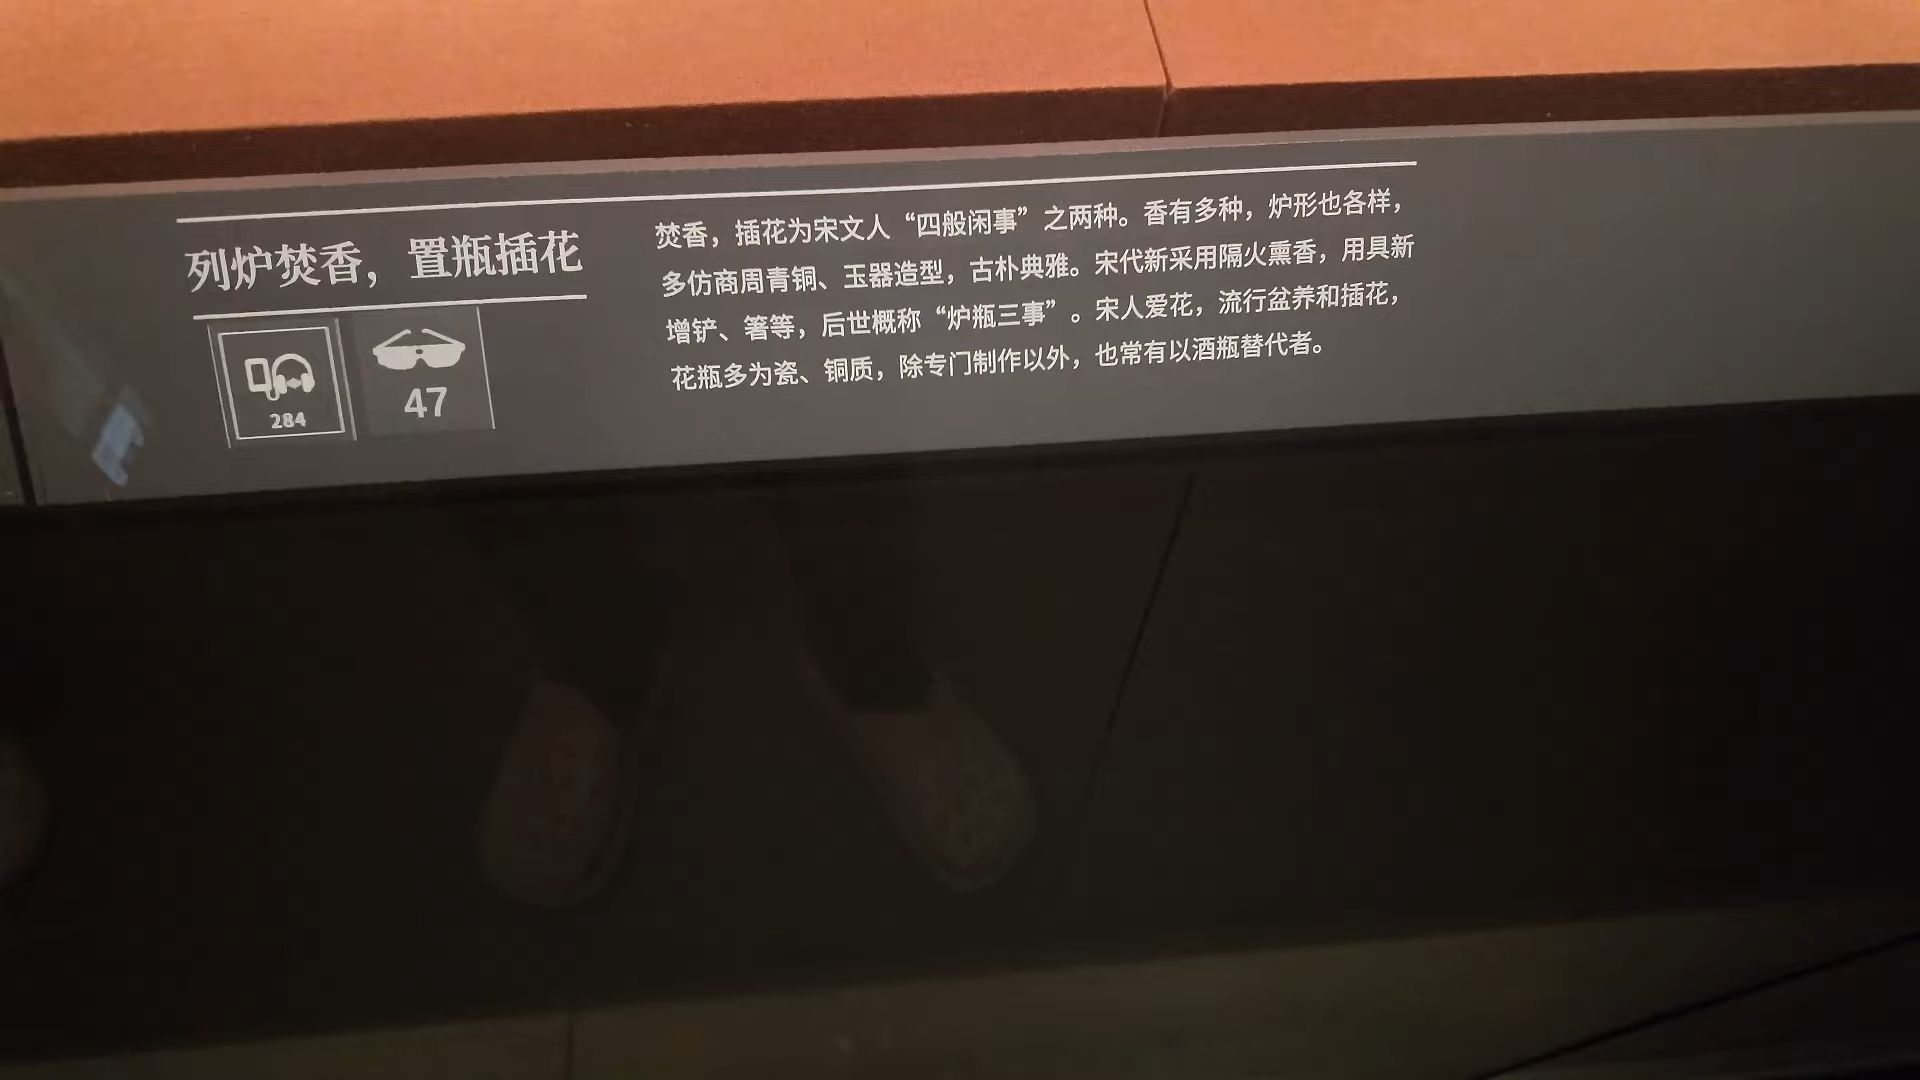 列炉焚香，置瓶插花
284
47
焚香，插花为宋文人“四般闲事”之两种。香有多种，炉形也各样，
多仿商周青铜、玉器造型，古朴典雅。宋代新采用隔火熏香，用具新
增铲、箸等，后世概称“炉瓶三事”。宋人爱花，流行盆养和插花，
花瓶多为瓷、铜质，除专门制作以外，也常有以酒瓶替代者。